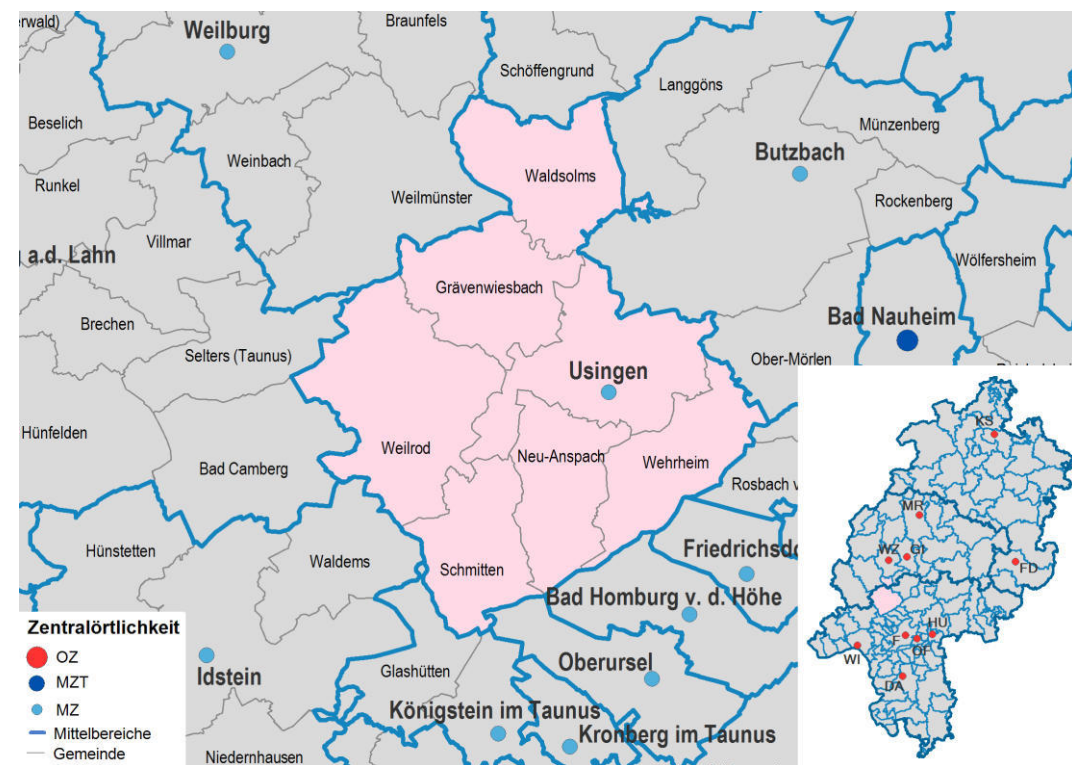 erwald)
Weilburg
Braunfels
Schöffengrund
Langgöns
Münzenberg
Beselich
Weinbach
Butzbach
Waldsolms
Runkel
Weilmünster
Rockenberg
Villmar
a.d. Lahn
Wölfersheim
Grävenwiesbach
Brechen
Bad Nauheim
Selters (Taunus)
Ober-Mörlen
Usingen
Hünfelden
Weilrod
Neu-Anspach
Bad Camberg
Wehrheim
Rosbach v
Hünstetten
Waldems
Schmitten
Friedrichsdo
Bad Homburg v. d. Höhe
Idstein
Glashütten
Oberursel
Königstein im Taunus
Kronberg im Taunus
Niedernhausen
Zentralörtlichkeit
OZ
MZT
MZ
Mittelbereiche
Gemeinde
KS
MR
WZ
GI
FD
HU
F
OF
WI
DA